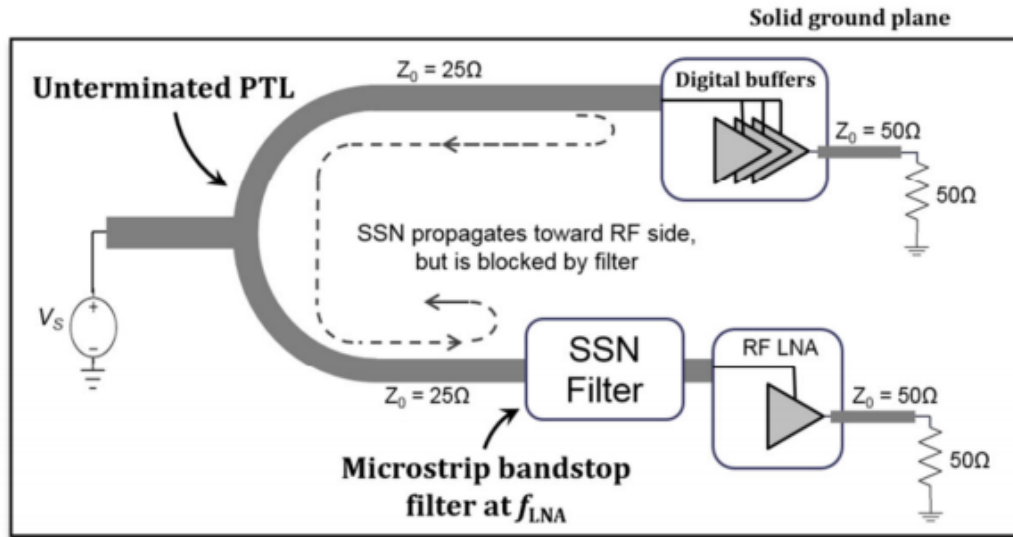 Solid ground plane
Z₀ = 25Ω
Unterminated PTL
Digital buffers
Z₀ = 50Ω
50Ω
SSN propagates toward RF side,
but is blocked by filter
V_S
+
−
SSN
Filter
RF LNA
Z₀ = 25Ω
Z₀ = 50Ω
50Ω
Microstrip bandstop
filter at f_LNA